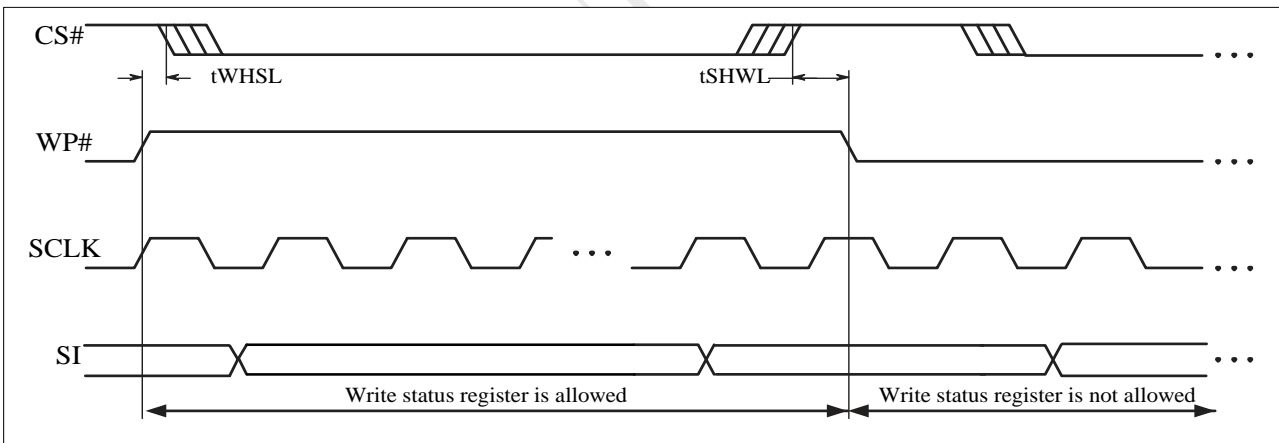 CS#
tWHSL
tSHWL
WP#
SCLK
SI
Write status register is allowed
Write status register is not allowed